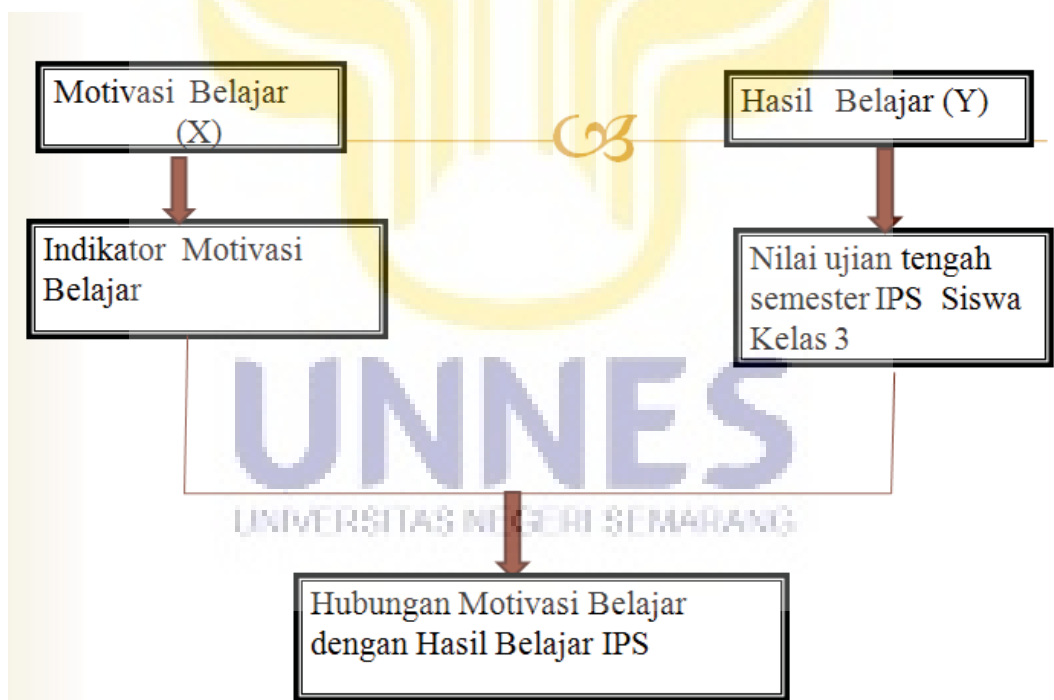 Motivasi Belajar
(X)
Hasil Belajar (Y)
Indikator Motivasi
Belajar
Nilai ujian tengah
semester IPS Siswa
Kelas 3
UNNES
UNIVERSITAS NEGERI SEMARANG
Hubungan Motivasi Belajar
dengan Hasil Belajar IPS